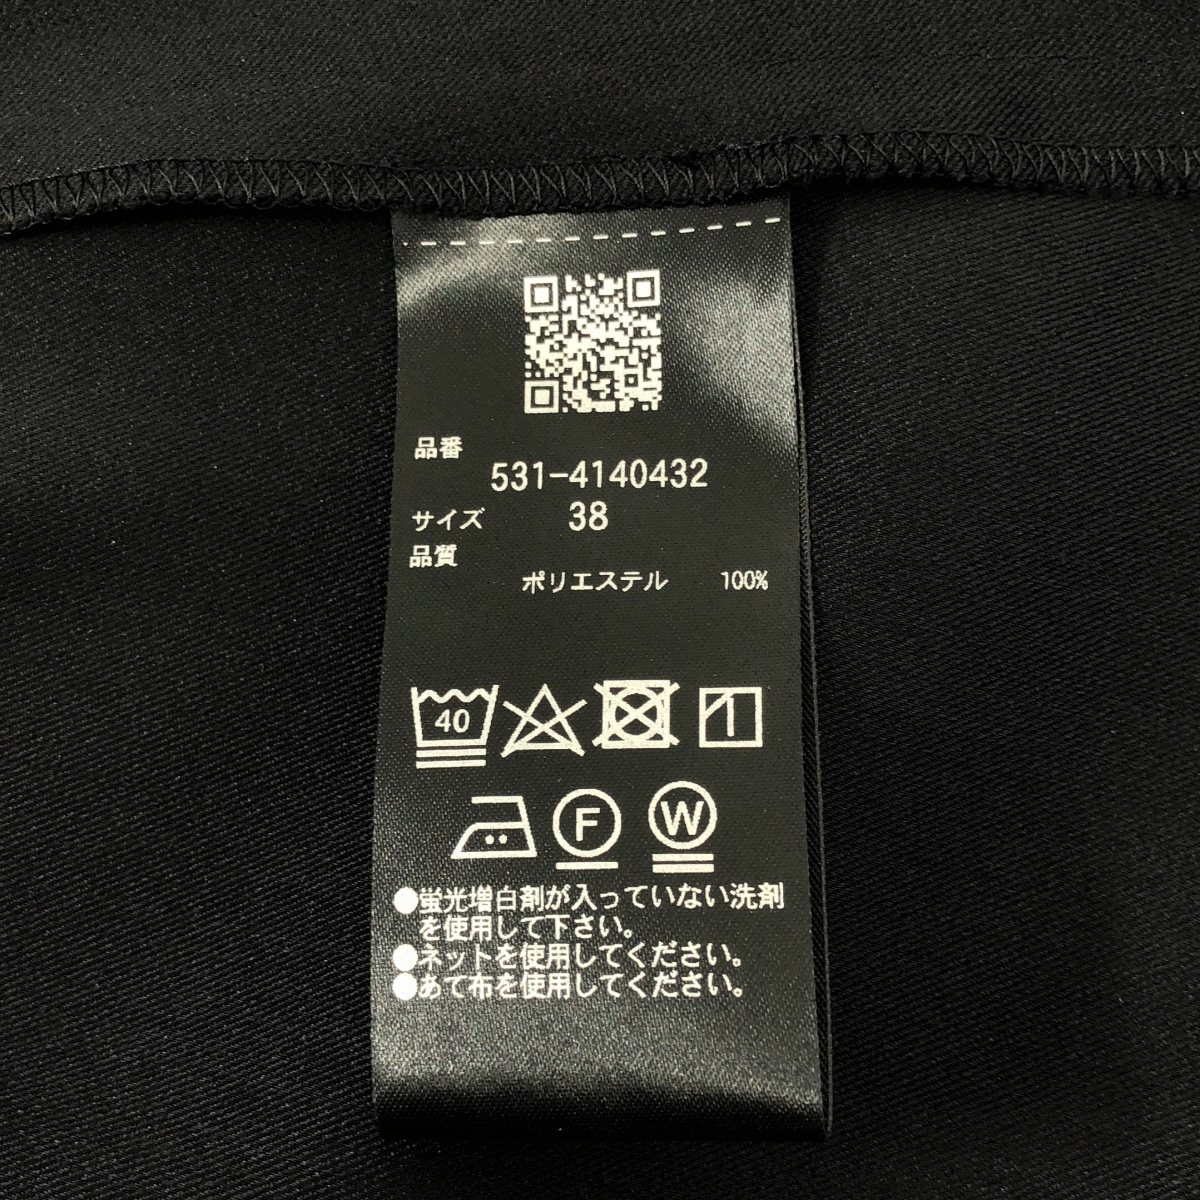 品番
531-4140432
サイズ 38
品質
ポリエステル 100%
40
F W
●蛍光増白剤が入っていない洗剤
を使用して下さい。
●ネットを使用してください。
●あて布を使用してください。